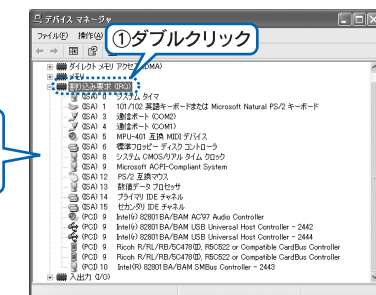 デバイス マネージャ
ファイル(F) 操作(A)
①ダブルクリック
ダイレクト メモリ アクセス (DMA)
メモリ
割り込み要求 (IRQ)
(ISA) 0 システム タイマ
(ISA) 1 101/102 英語キーボードまたは Microsoft Natural PS/2 キーボード
(ISA) 3 通信ポート (COM2)
(ISA) 4 通信ポート (COM1)
(ISA) 5 MPU-401 互換 MIDI デバイス
(ISA) 6 標準フロッピー ディスク コントローラ
(ISA) 8 システム CMOS/リアル タイム クロック
(ISA) 9 Microsoft ACPI-Compliant System
(ISA) 12 PS/2 互換マウス
(ISA) 13 数値データ プロセッサ
(ISA) 14 プライマリ IDE チャネル
(ISA) 15 セカンダリ IDE チャネル
(PCI) 9 Intel(r) 82801BA/BAM AC'97 Audio Controller
(PCI) 9 Intel(r) 82801BA/BAM USB Universal Host Controller - 2442
(PCI) 9 Intel(r) 82801BA/BAM USB Universal Host Controller - 2444
(PCI) 9 Ricoh R/RL/RB/5C478(II), R5C522 or Compatible CardBus Controller
(PCI) 9 Ricoh R/RL/RB/5C478(II), R5C522 or Compatible CardBus Controller
(PCI) 10 Intel(R) 82801BA/BAM SMBus Controller - 2443
入出力 (I/O)